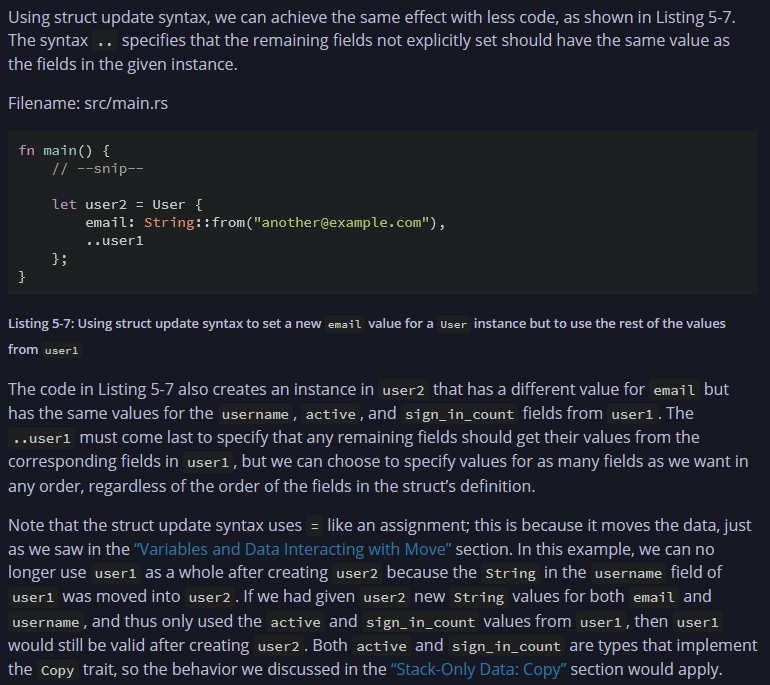 Using struct update syntax, we can achieve the same effect with less code, as shown in Listing 5-7.
The syntax .. specifies that the remaining fields not explicitly set should have the same value as
the fields in the given instance.
Filename: src/main.rs
fn main() {
    // --snip--
    let user2 = User {
        email: String::from("another@example.com"),
        ..user1
    };
}
Listing 5-7: Using struct update syntax to set a new email value for a User instance but to use the rest of the values
from user1
The code in Listing 5-7 also creates an instance in user2 that has a different value for email but
has the same values for the username, active, and sign_in_count fields from user1. The
..user1 must come last to specify that any remaining fields should get their values from the
corresponding fields in user1, but we can choose to specify values for as many fields as we want in
any order, regardless of the order of the fields in the struct’s definition.
Note that the struct update syntax uses = like an assignment; this is because it moves the data, just
as we saw in the “Variables and Data Interacting with Move” section. In this example, we can no
longer use user1 as a whole after creating user2 because the String in the username field of
user1 was moved into user2. If we had given user2 new String values for both email and
username, and thus only used the active and sign_in_count values from user1, then user1
would still be valid after creating user2. Both active and sign_in_count are types that implement
the Copy trait, so the behavior we discussed in the “Stack-Only Data: Copy” section would apply.